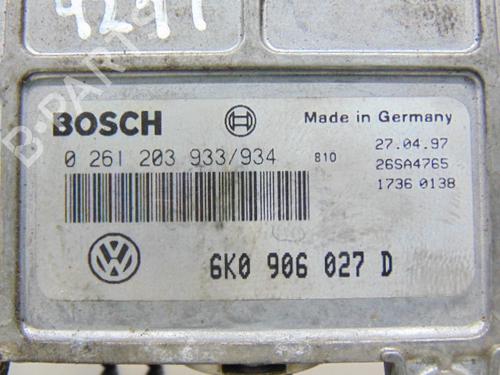 BOSCH
Made in Germany
0 261 203 933/934
810
27.04.97
26SA4765
1736 0138
6K0 906 027 D
B-PARTS